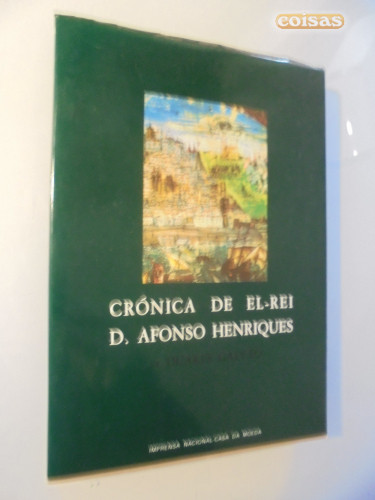 coisas
CRÓNICA DE EL-REI
D. AFONSO HENRIQUES
IMPRENSA NACIONAL-CASA DA MOEDA